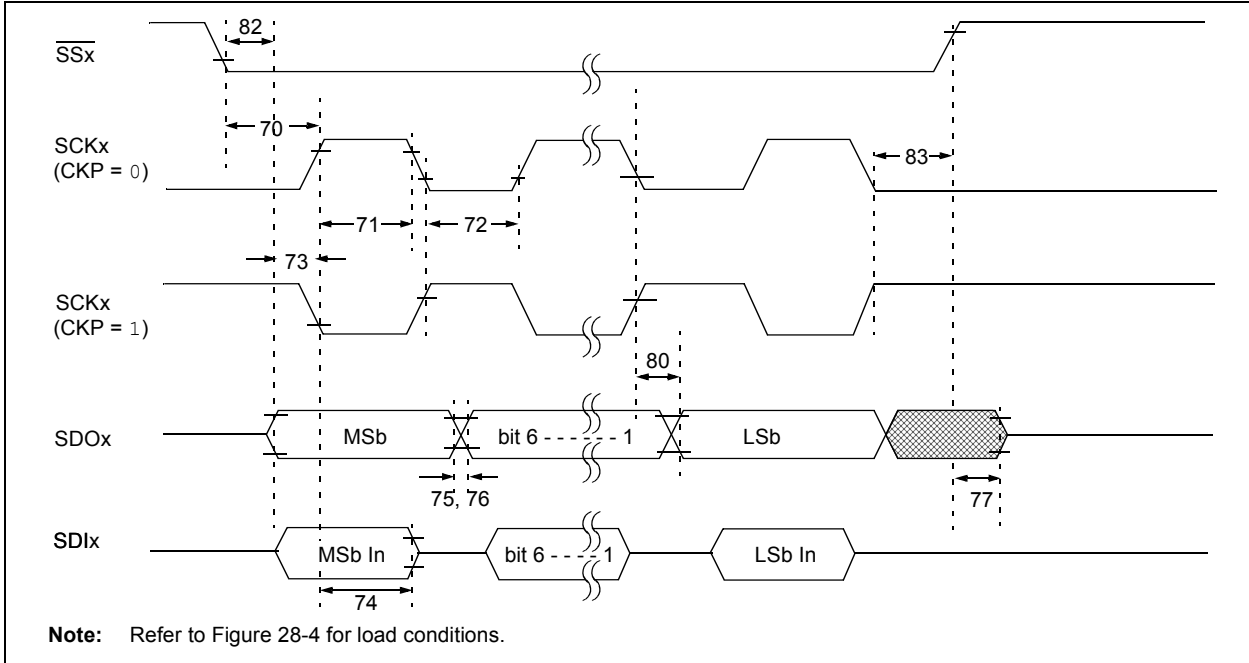 82
SSx
70
SCKx
(CKP = 0)
83
71
72
73
SCKx
(CKP = 1)
80
SDOx
MSb
bit 6 - - - - - - 1
LSb
75, 76
77
SDIx
MSb In
bit 6 - - - - 1
LSb In
74
Note: Refer to Figure 28-4 for load conditions.